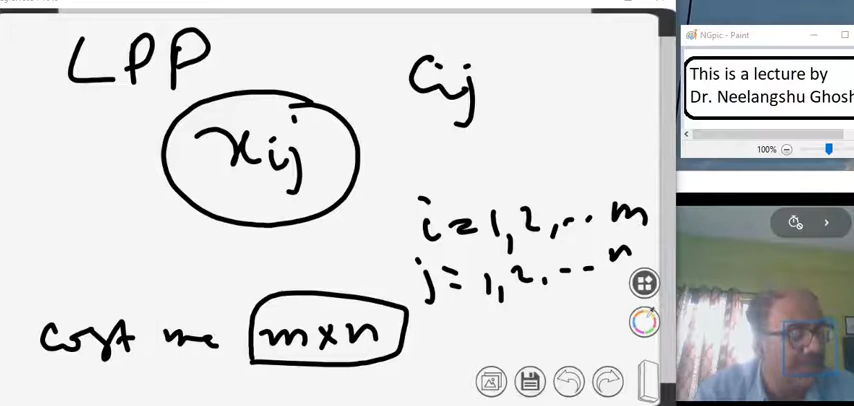 LPP
Cij
xij
i = 1, 2, ... m
j = 1, 2, ... n
cost me m x n
NGpic - Paint
This is a lecture by
Dr. Neelangshu Ghosh
100%